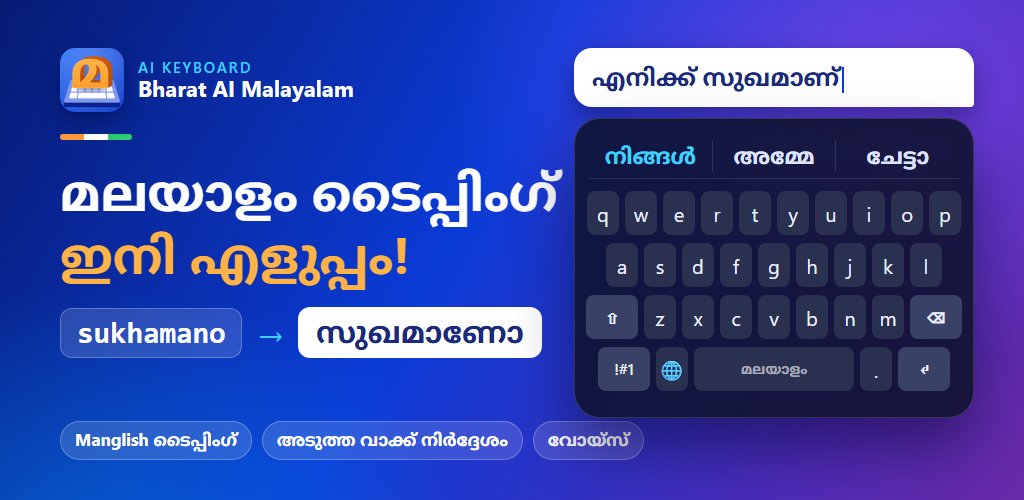 മ
AI KEYBOARD
Bharat AI Malayalam
മലയാളം ടൈപ്പിംഗ്
ഇനി എളുപ്പം!
sukhamano → സുഖമാണോ
Manglish ടൈപ്പിംഗ് അടുത്ത വാക്ക് നിർദ്ദേശം വോയ്സ്
എനിക്ക് സുഖമാണ്
നിങ്ങൾ അമ്മേ ചേട്ടാ
q w e r t y u i o p
a s d f g h j k l
⇧ z x c v b n m ⌫
!#1 🌐 മലയാളം . ↲